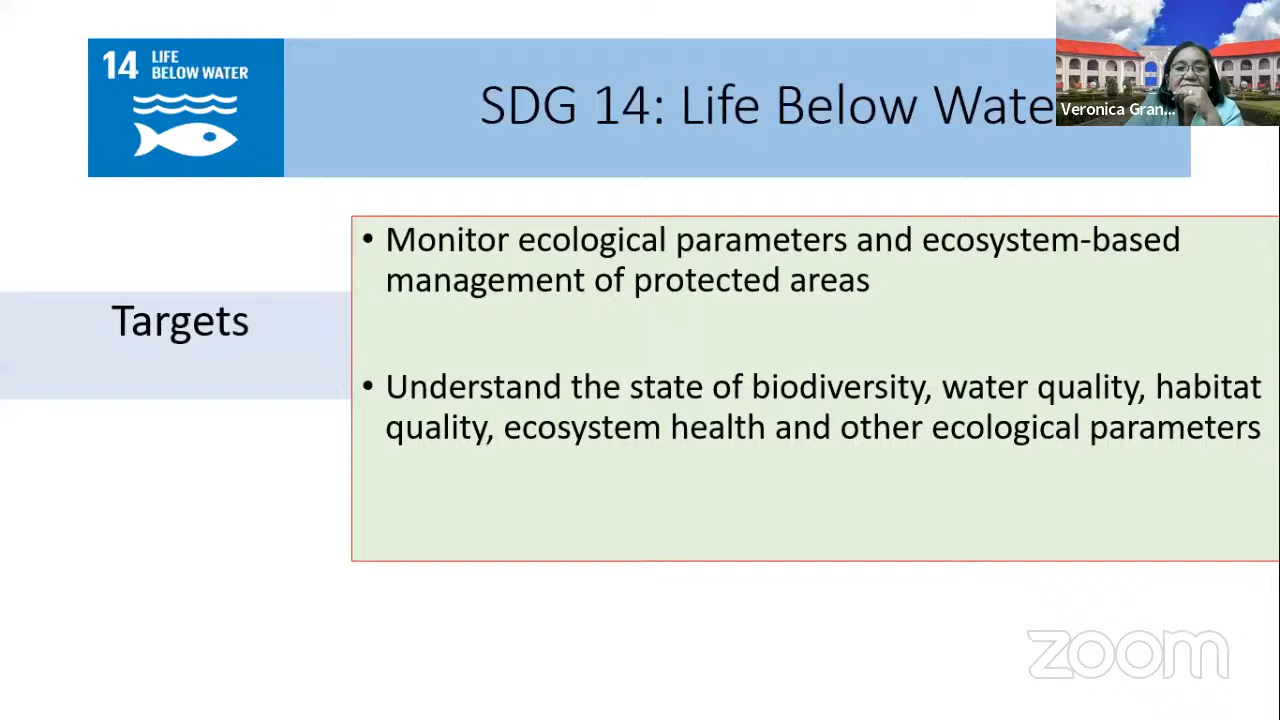 14 LIFE
BELOW WATER
SDG 14: Life Below Wate
Veronica Gran...
• Monitor ecological parameters and ecosystem-based
management of protected areas
Targets
• Understand the state of biodiversity, water quality, habitat
quality, ecosystem health and other ecological parameters
zoom